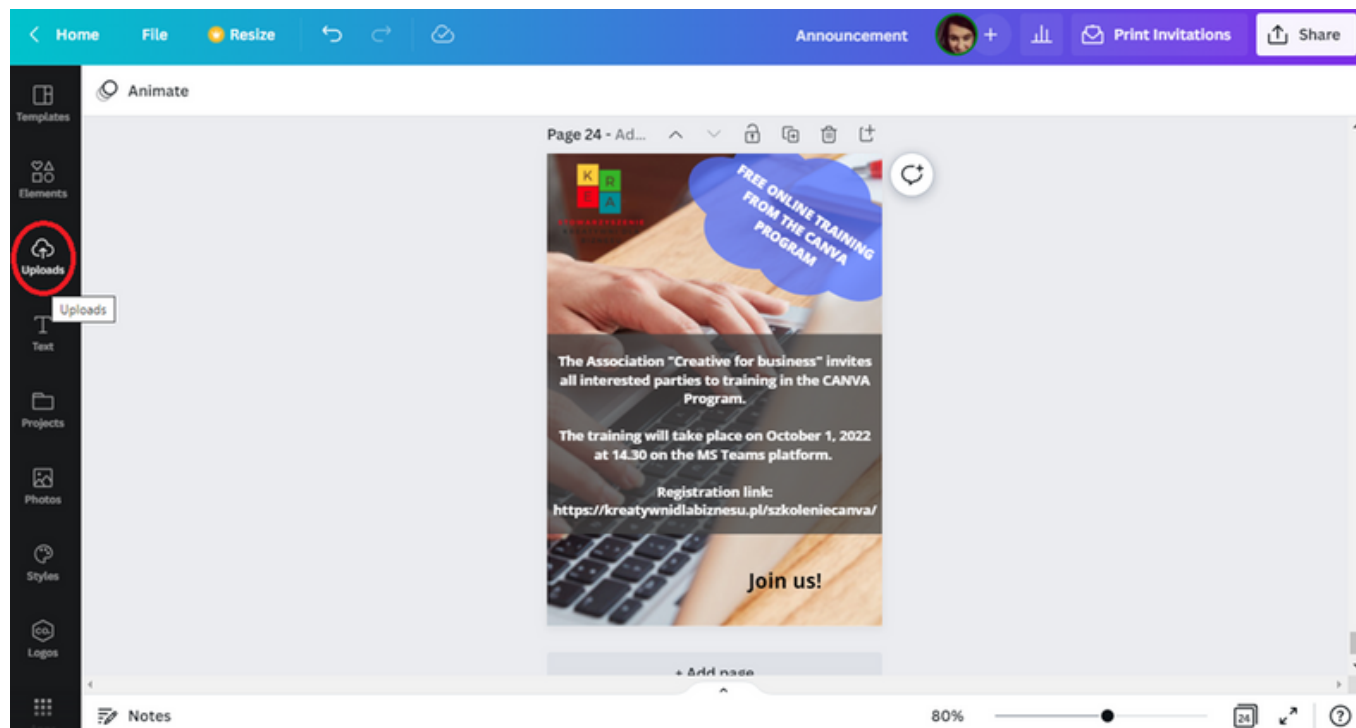 Home File Resize Announcement + Print Invitations Share
Templates
Animate
Elements
Uploads
Uploads
Text
Projects
Photos
Styles
Logos
Page 24 - Ad...
K R
E A
FREE ONLINE TRAINING
FROM THE CANVA
PROGRAM
The Association "Creative for business" invites
all interested parties to training in the CANVA
Program.
The training will take place on October 1, 2022
at 14.30 on the MS Teams platform.
Registration link:
https://kreatywnidlabiznesu.pl/szkoleniecanva/
Join us!
+ Add page
Notes 80% 24 ?